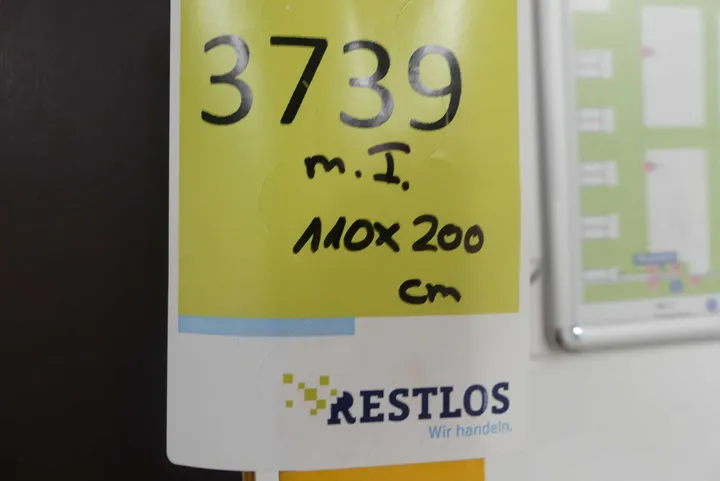 3739
m. I.
110x200
cm
RESTLOS
Wir handeln.